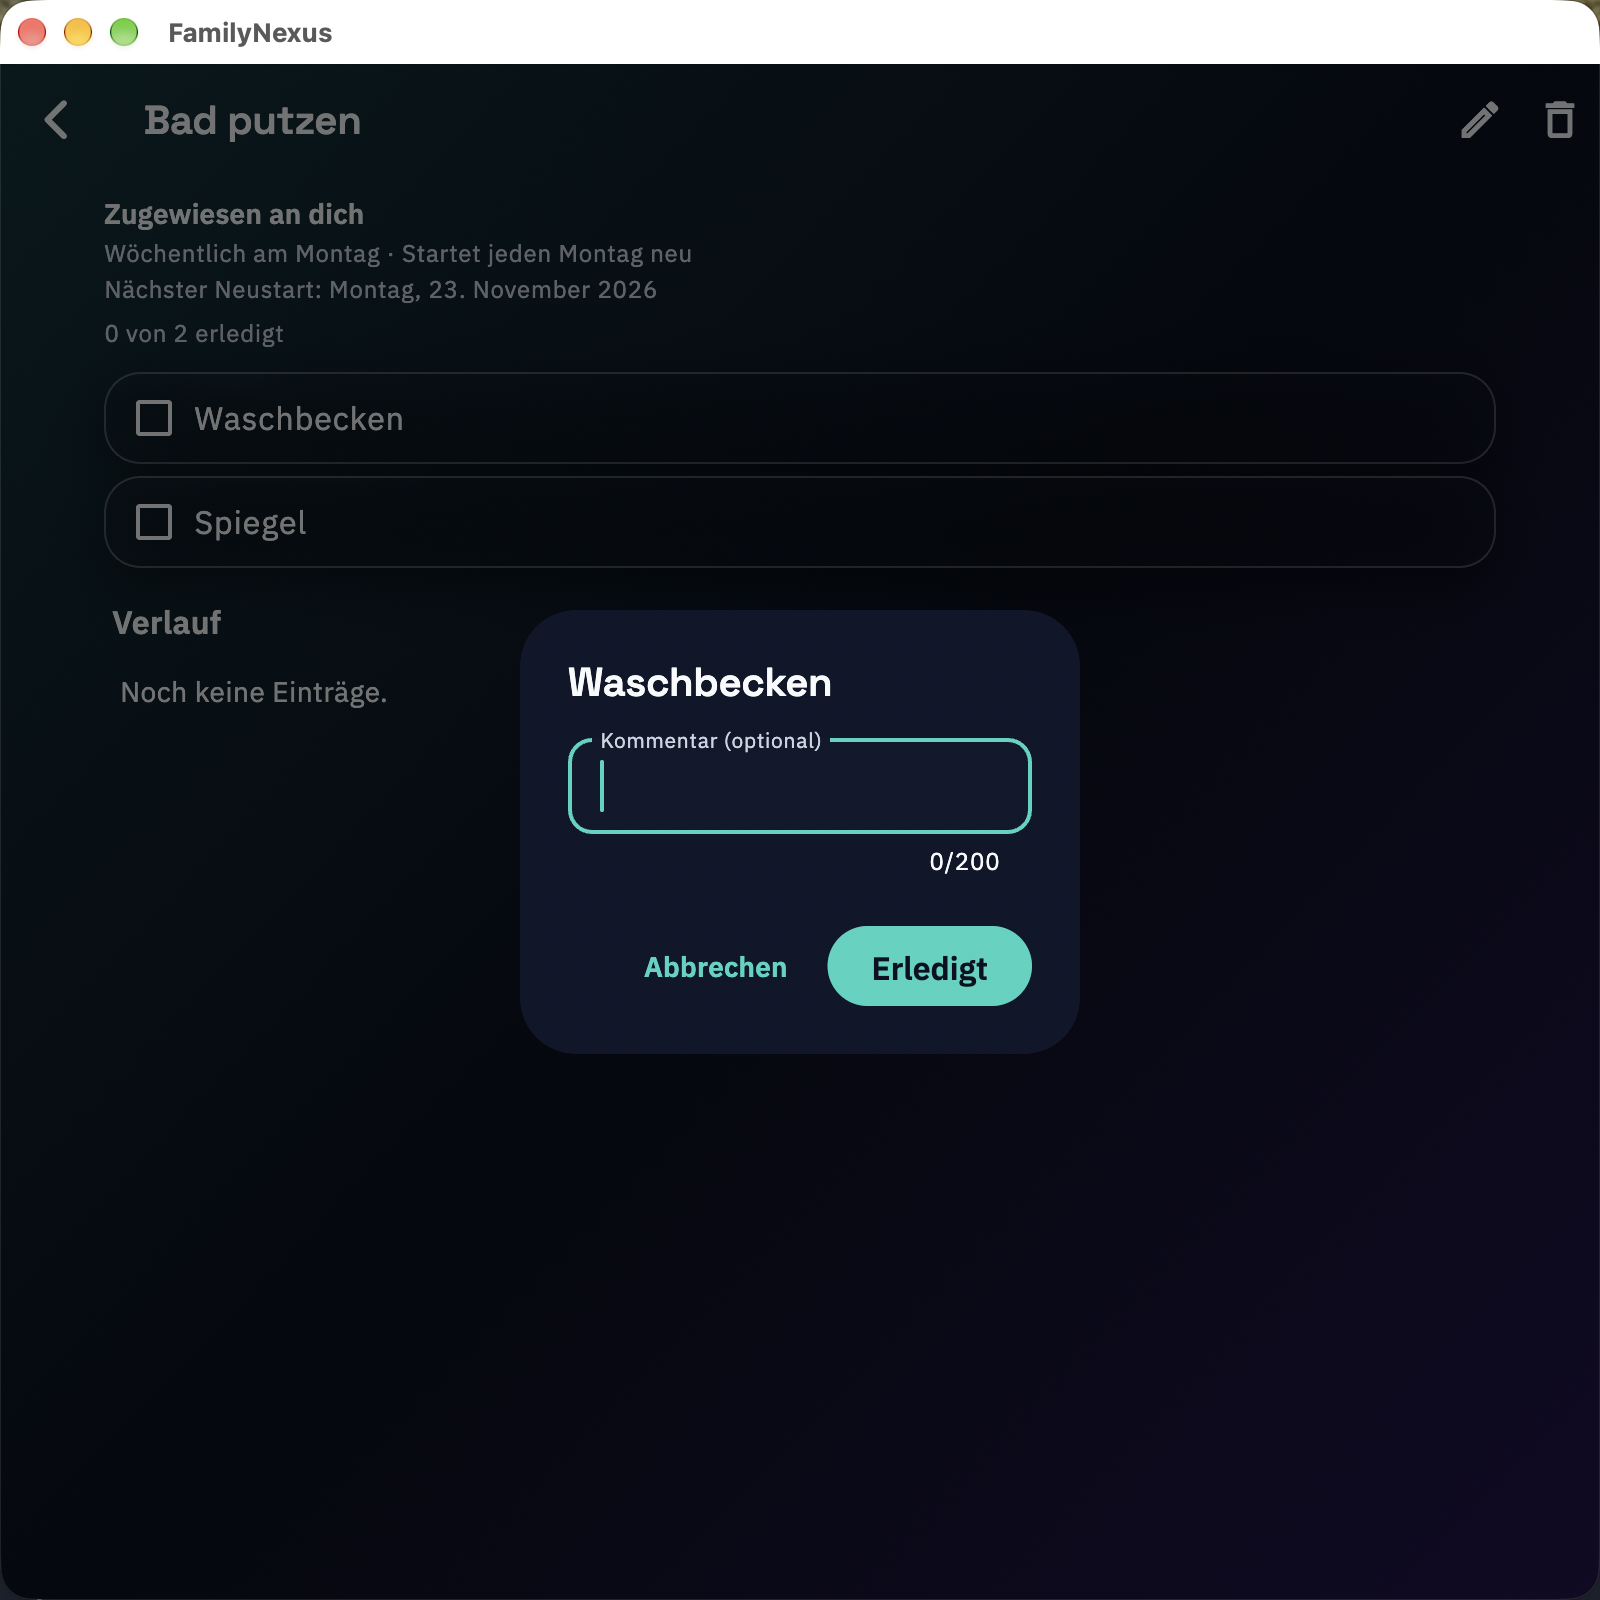 FamilyNexus
Bad putzen
Zugewiesen an dich
Wöchentlich am Montag · Startet jeden Montag neu
Nächster Neustart: Montag, 23. November 2026
0 von 2 erledigt
Waschbecken
Spiegel
Verlauf
Noch keine Einträge.
Waschbecken
Kommentar (optional)
0/200
Abbrechen
Erledigt